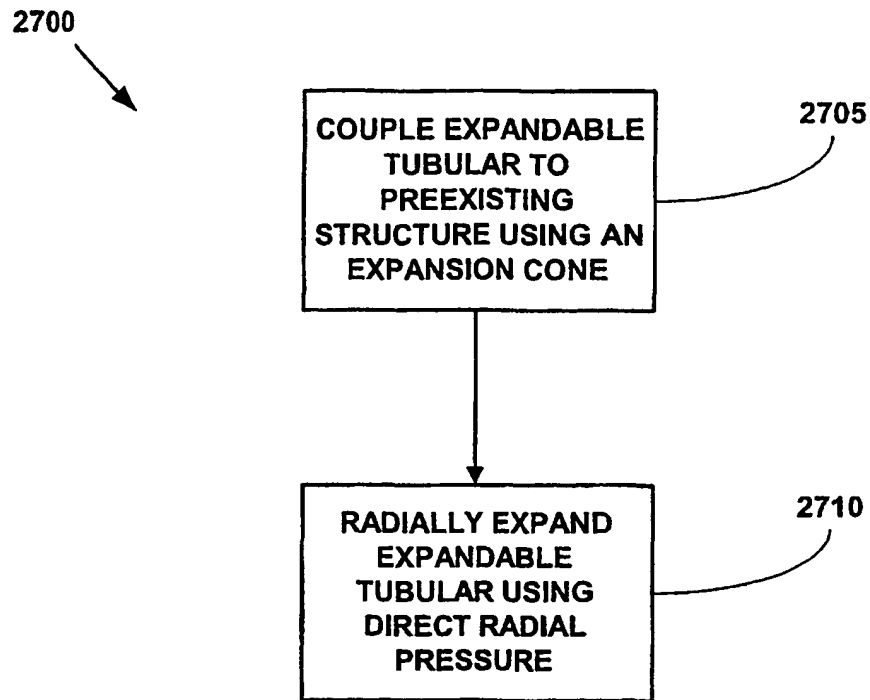 2700
COUPLE EXPANDABLE
TUBULAR TO
PREEXISTING
STRUCTURE USING AN
EXPANSION CONE
2705
RADIALLY EXPAND
EXPANDABLE
TUBULAR USING
DIRECT RADIAL
PRESSURE
2710